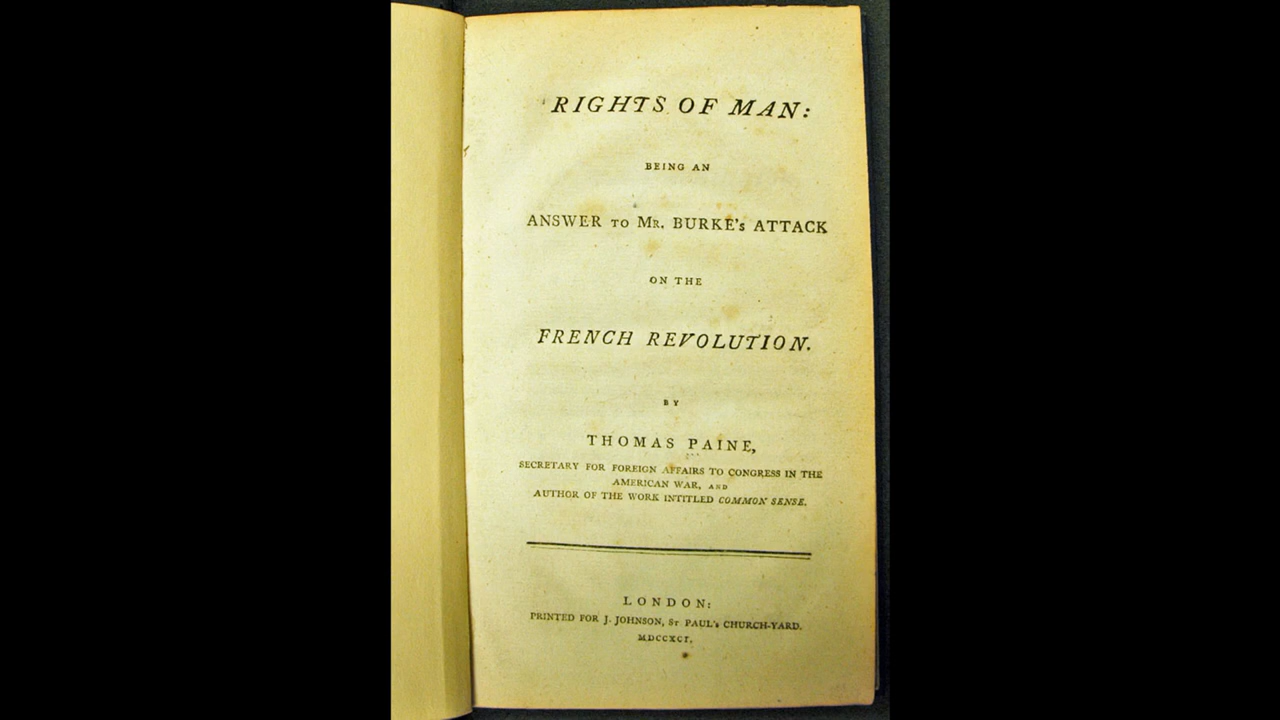 RIGHTS OF MAN:
BEING AN
ANSWER TO MR. BURKE'S ATTACK
ON THE
FRENCH REVOLUTION.
BY
THOMAS PAINE,
SECRETARY FOR FOREIGN AFFAIRS TO CONGRESS IN THE
AMERICAN WAR, AND
AUTHOR OF THE WORK INTITLED COMMON SENSE.
LONDON:
PRINTED FOR J. JOHNSON, ST PAUL'S CHURCH-YARD.
MDCCXCI.